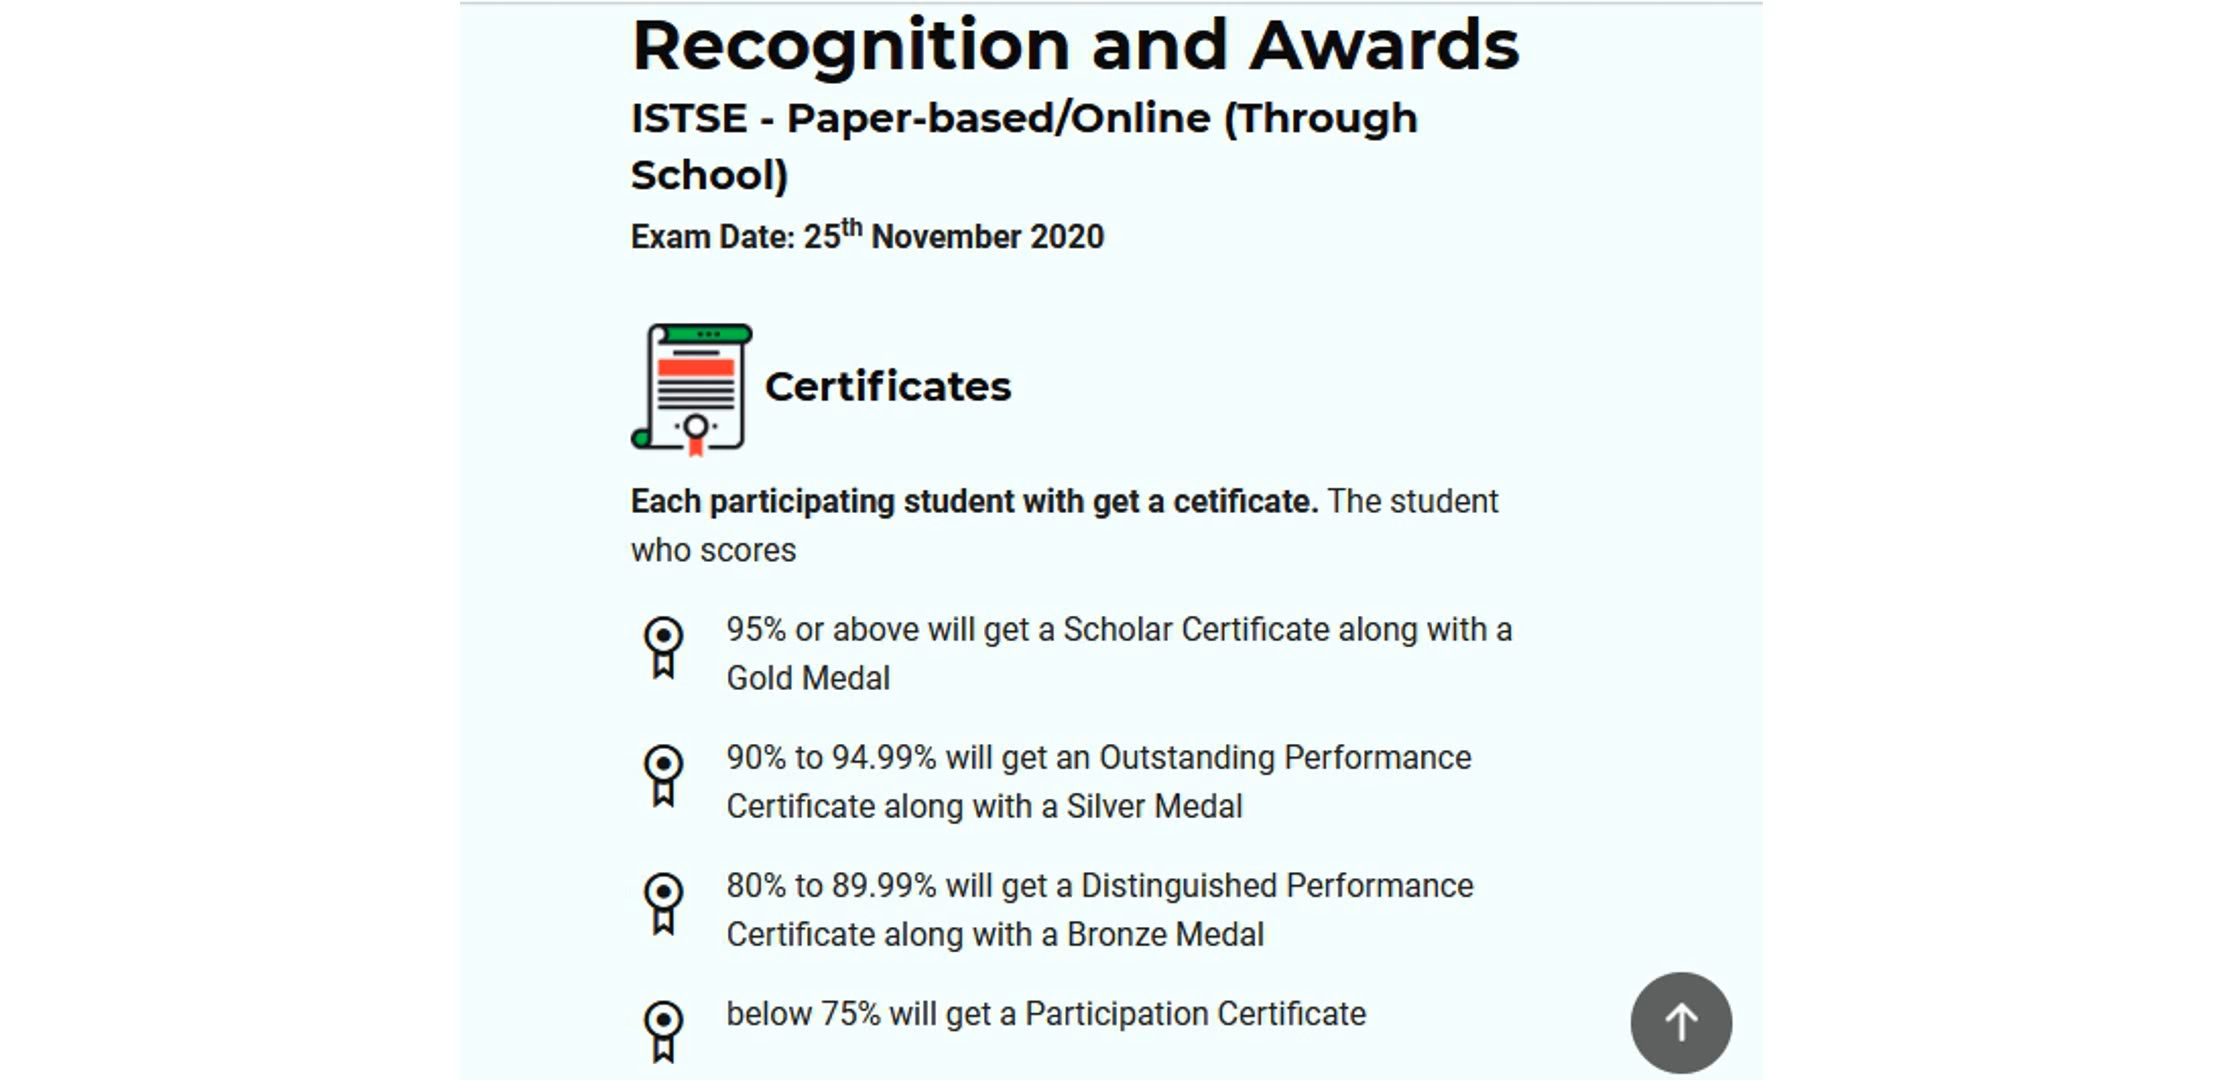 Recognition and Awards
ISTSE - Paper-based/Online (Through
School)
Exam Date: 25th November 2020
Certificates
Each participating student with get a cetificate. The student
who scores
95% or above will get a Scholar Certificate along with a
Gold Medal
90% to 94.99% will get an Outstanding Performance
Certificate along with a Silver Medal
80% to 89.99% will get a Distinguished Performance
Certificate along with a Bronze Medal
below 75% will get a Participation Certificate